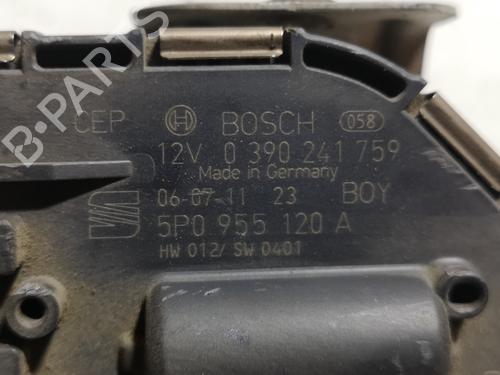 B-PARTS
CEP BOSCH 058
12V 0 390 241 759
Made in Germany
06-07-11 23 BOY
5P0 955 120 A
HW 012/ SW 0401